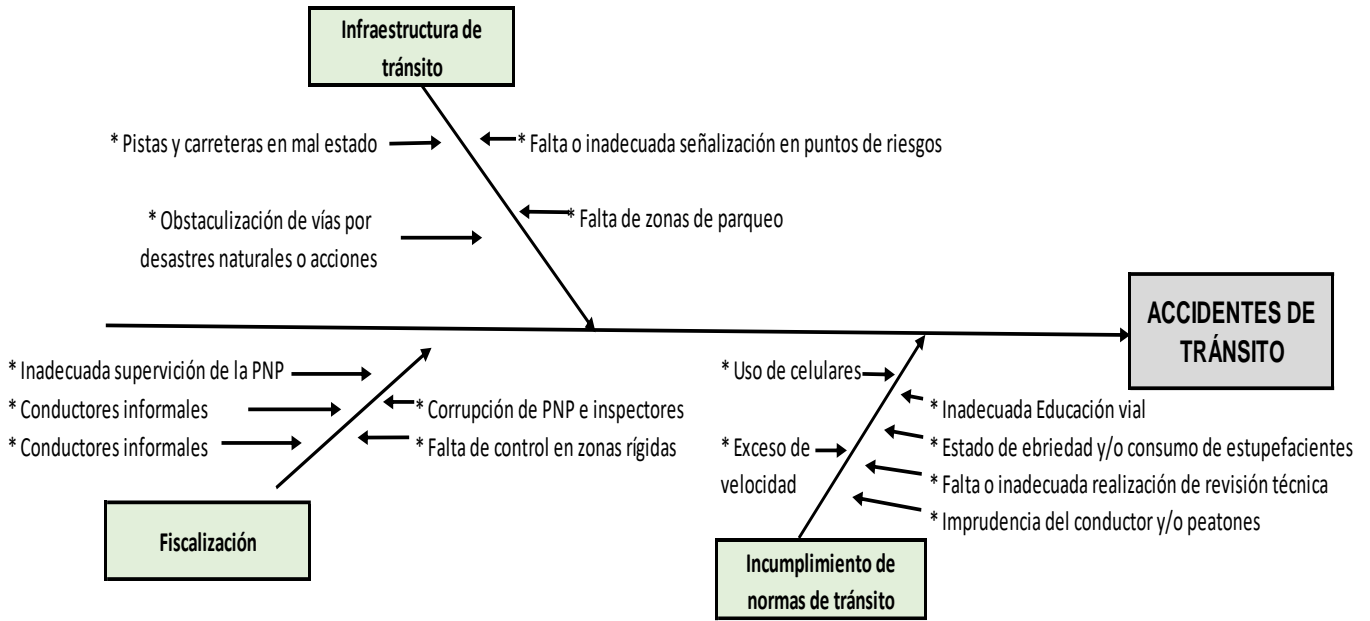 Infraestructura de
tránsito
* Pistas y carreteras en mal estado
* Falta o inadecuada señalización en puntos de riesgos
* Obstaculización de vías por
desastres naturales o acciones
* Falta de zonas de parqueo
ACCIDENTES DE
TRÁNSITO
* Inadecuada supervición de la PNP
* Conductores informales
* Conductores informales
* Corrupción de PNP e inspectores
* Falta de control en zonas rígidas
Fiscalización
* Uso de celulares
* Exceso de
velocidad
* Inadecuada Educación vial
* Estado de ebriedad y/o consumo de estupefacientes
* Falta o inadecuada realización de revisión técnica
* Imprudencia del conductor y/o peatones
Incumplimiento de
normas de tránsito